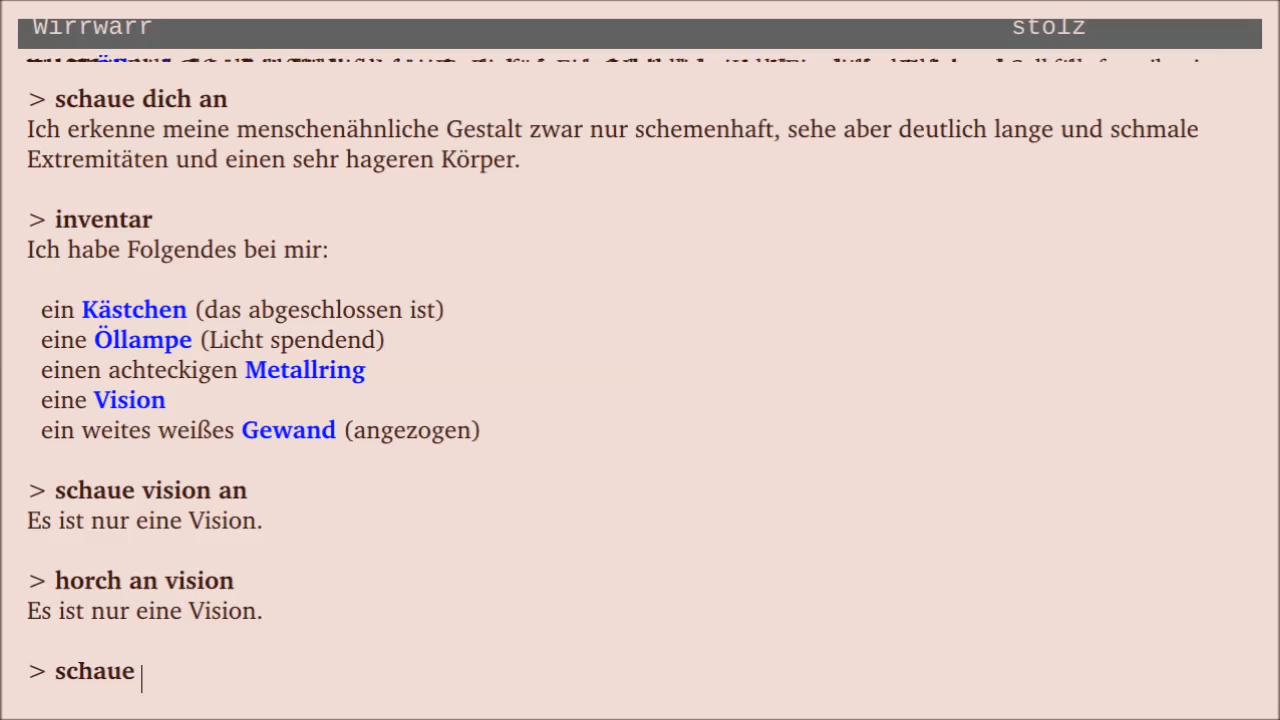 Wirrwarr stolz
> schaue dich an
Ich erkenne meine menschenähnliche Gestalt zwar nur schemenhaft, sehe aber deutlich lange und schmale
Extremitäten und einen sehr hageren Körper.
> inventar
Ich habe Folgendes bei mir:
ein Kästchen (das abgeschlossen ist)
eine Öllampe (Licht spendend)
einen achteckigen Metallring
eine Vision
ein weites weißes Gewand (angezogen)
> schaue vision an
Es ist nur eine Vision.
> horch an vision
Es ist nur eine Vision.
> schaue